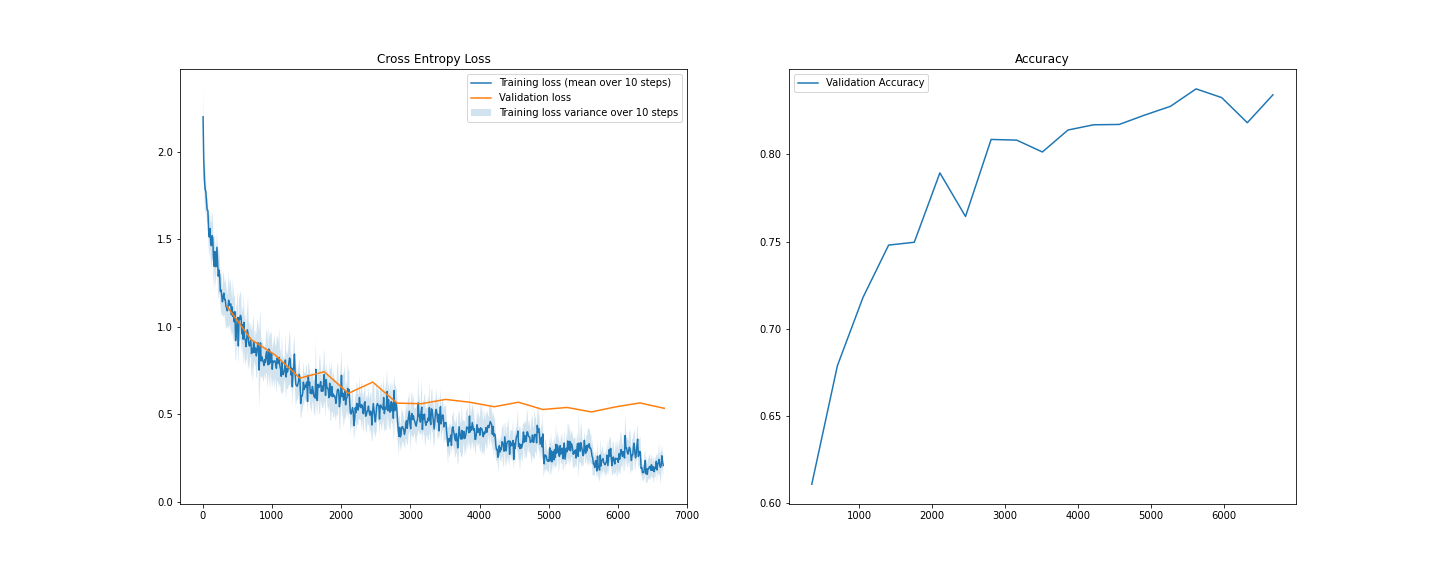 Cross Entropy Loss
Training loss (mean over 10 steps)
Validation loss
Training loss variance over 10 steps
2.0
1.5
1.0
0.5
0.0
0 1000 2000 3000 4000 5000 6000 7000
Accuracy
Validation Accuracy
0.80
0.75
0.70
0.65
0.60
1000 2000 3000 4000 5000 6000